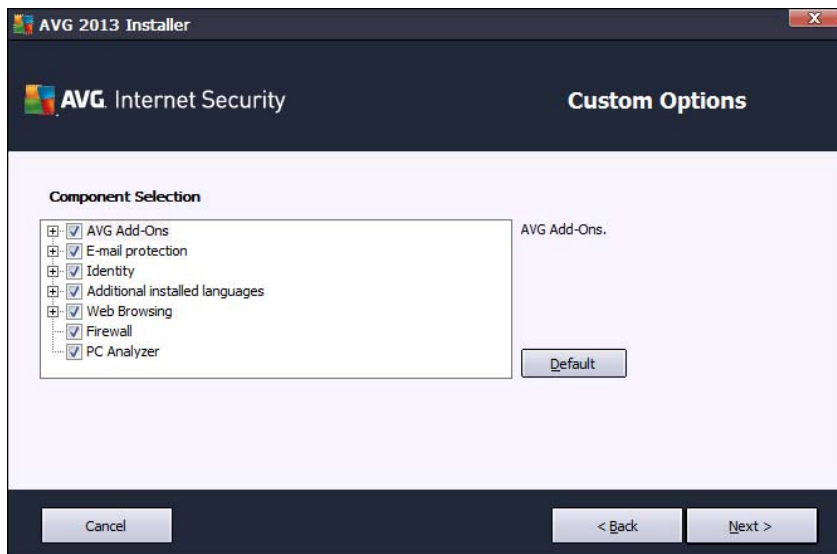 AVG 2013 Installer
AVG. Internet Security
Custom Options
Component Selection
AVG Add-Ons
E-mail protection
Identity
Additional installed languages
Web Browsing
Firewall
PC Analyzer
AVG Add-Ons.
Default
Cancel
< Back
Next >